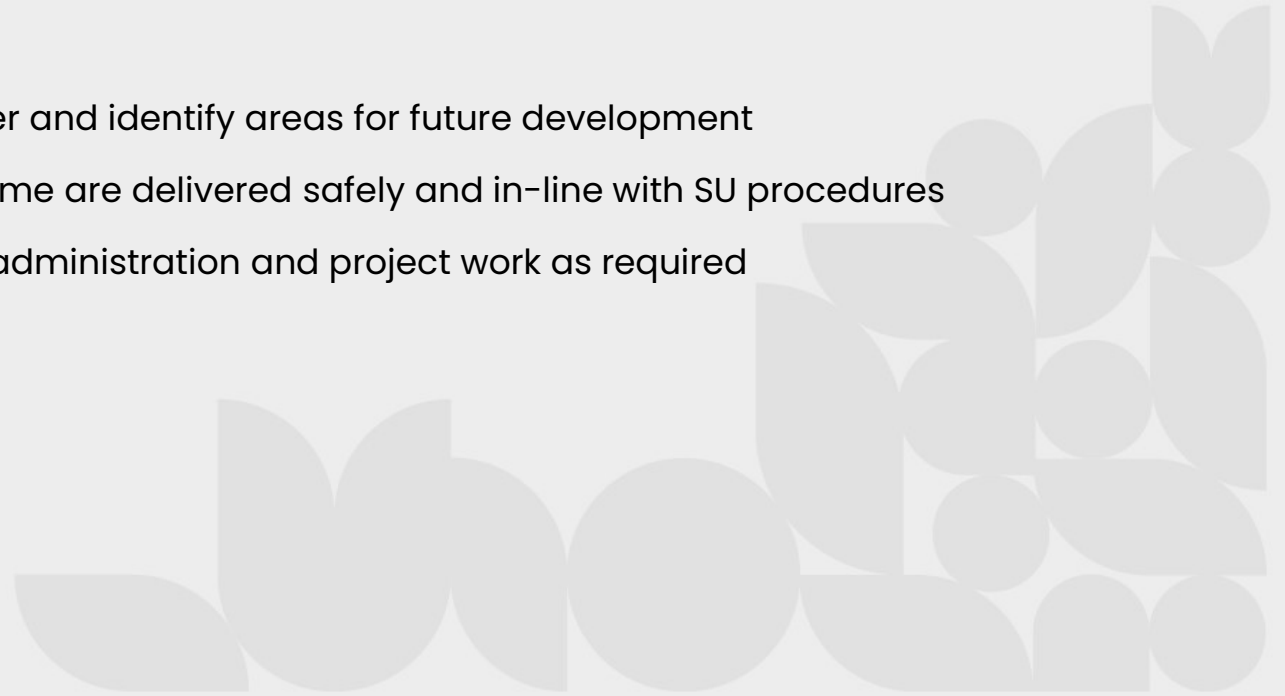 er and identify areas for future development
me are delivered safely and in-line with SU procedures
administration and project work as required